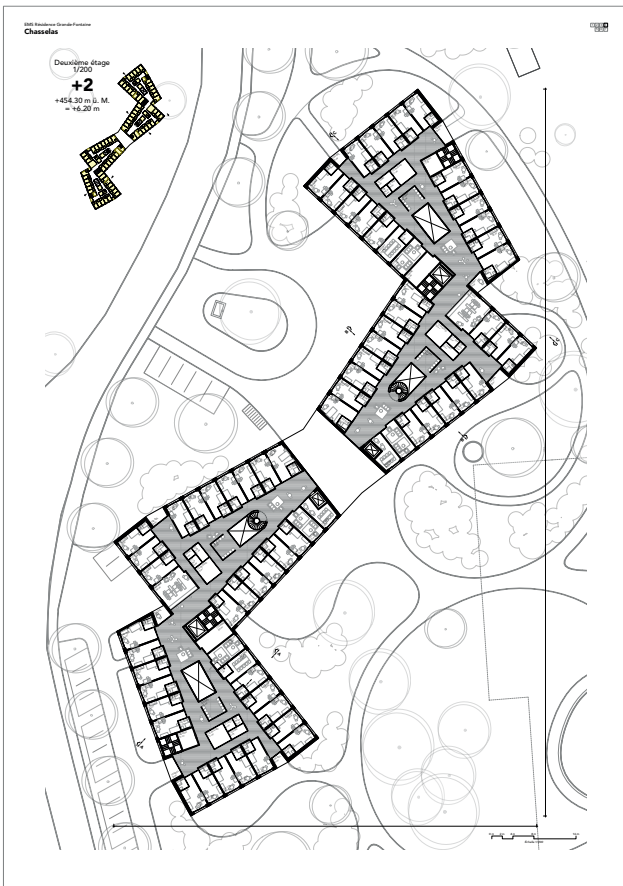 EMS Résidence Grande-Fontaine
Chasselas
Deuxième étage
1/200
+2
+454.30 m ü. M.
= +6.20 m